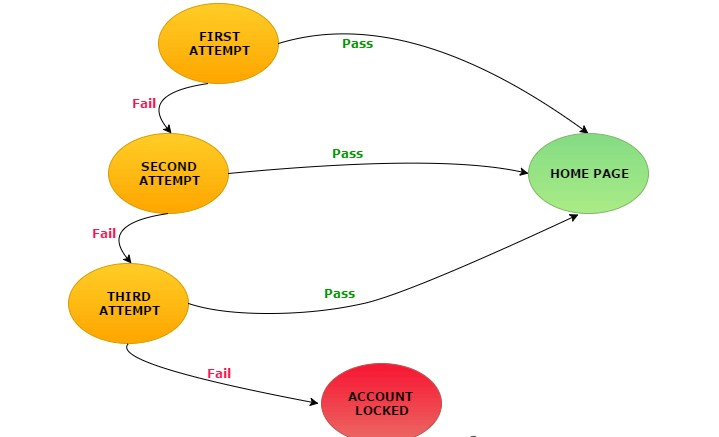 FIRST
ATTEMPT
Pass
Fail
SECOND
ATTEMPT
Pass
HOME PAGE
Fail
THIRD
ATTEMPT
Pass
Fail
ACCOUNT
LOCKED